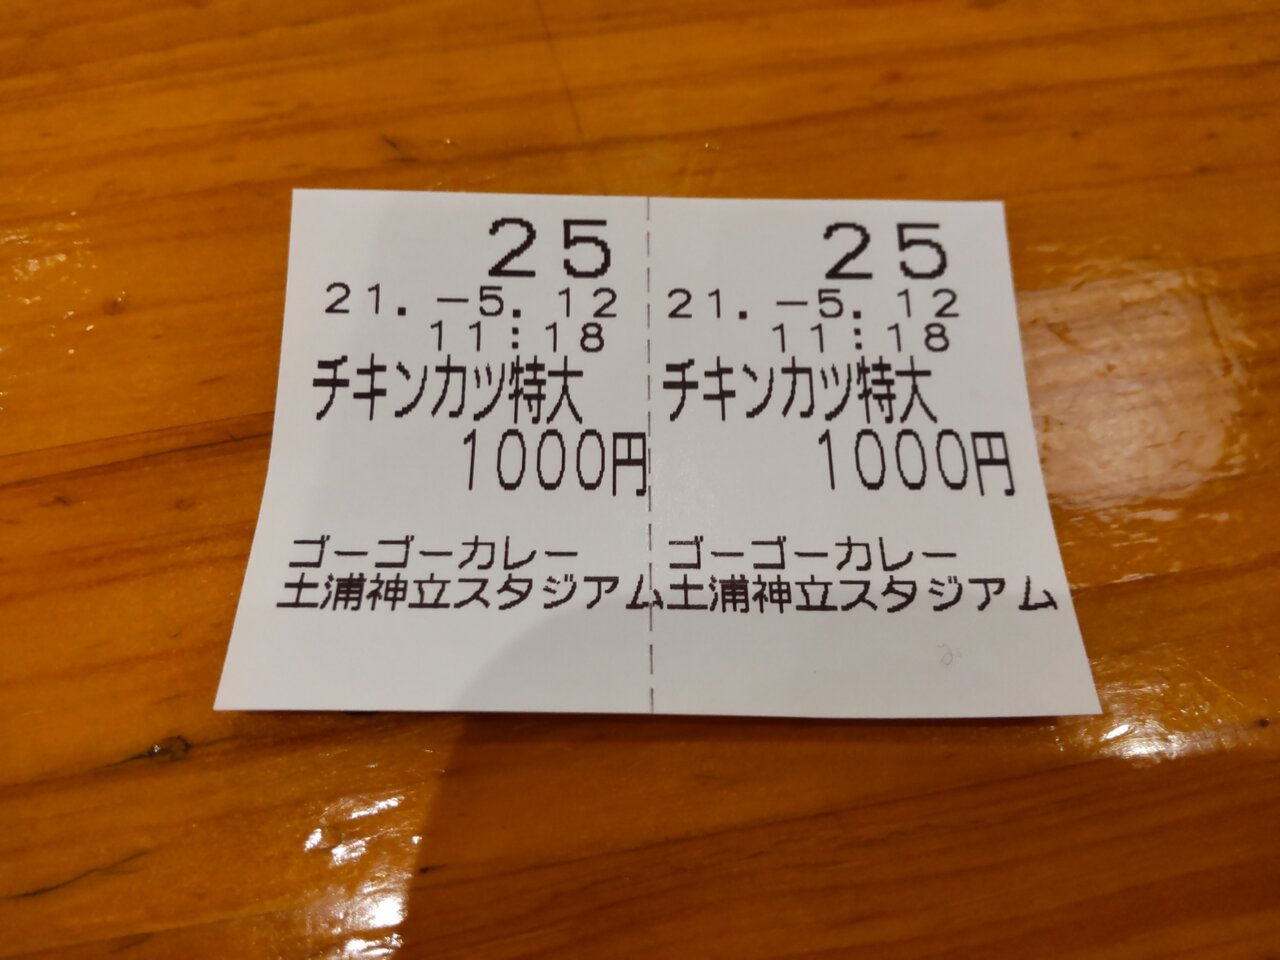 25
21.-5.12
11:18
チキンカツ特大
1000円
ゴーゴーカレー
土浦神立スタジアム
25
21.-5.12
11:18
チキンカツ特大
1000円
ゴーゴーカレー
土浦神立スタジアム